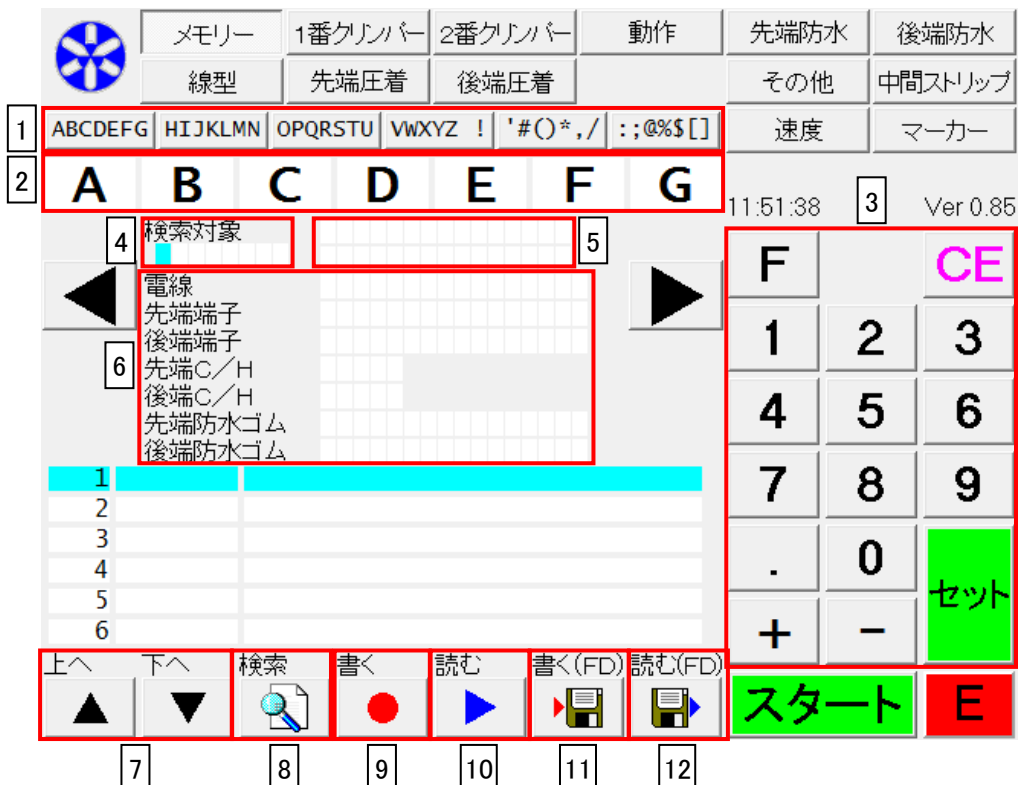 メモリー 1番クリンパー 2番クリンパー 動作 先端防水 後端防水
線型 先端圧着 後端圧着 その他 中間ストリップ
1 ABCDEFG HIJKLMN OPQRSTU VWXYZ ! '#()*,/ :;@%$[] 速度 マーカー
2 A B C D E F G
11:51:38 3 Ver 0.85
4 検索対象 5
F CE
電線
先端端子
後端端子
6 先端C/H
後端C/H
先端防水ゴム
後端防水ゴム
1 2 3
4 5 6
7 8 9
. 0 セット
+ -
1
2
3
4
5
6
上へ 下へ 検索 書く 読む 書く(FD) 読む(FD)
スタート E
7 8 9 10 11 12